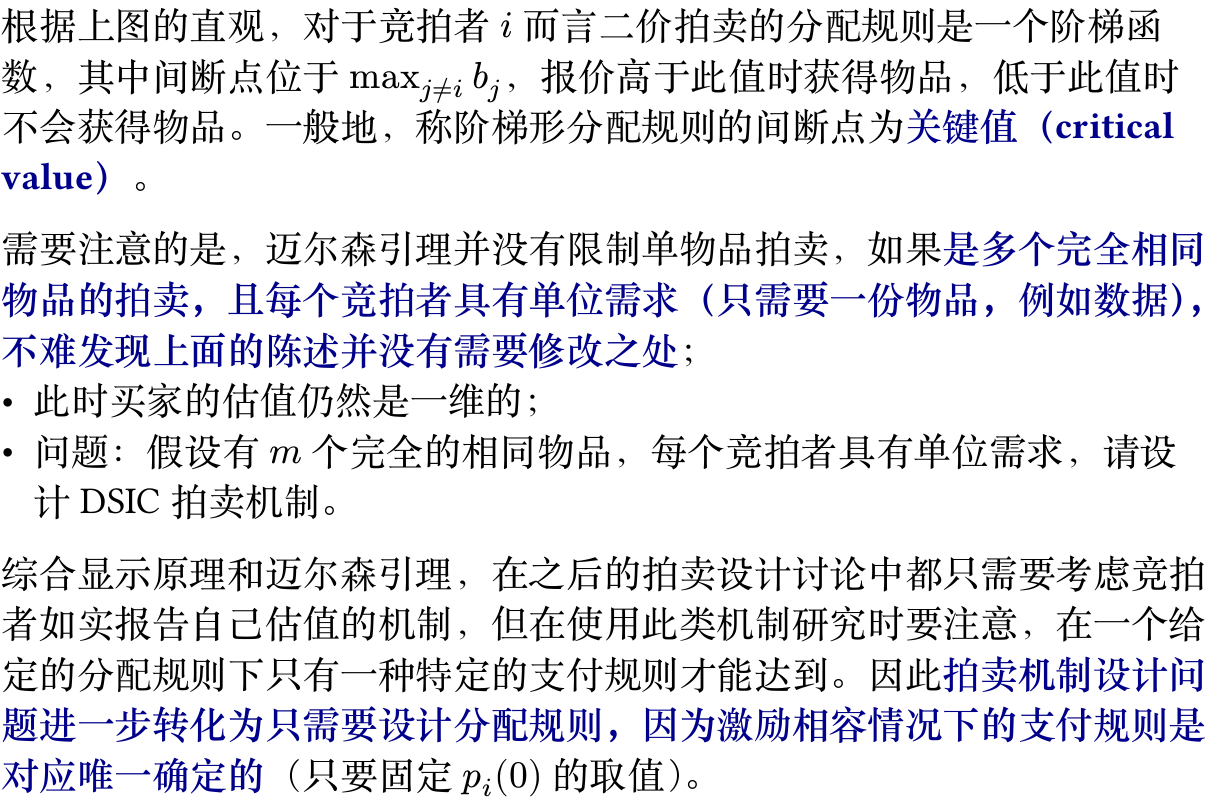 根据上图的直观，对于竞拍者 i 而言二价拍卖的分配规则是一个阶梯函
数，其中间断点位于 max_{j≠i} b_j，报价高于此值时获得物品，低于此值时
不会获得物品。一般地，称阶梯形分配规则的间断点为关键值（critical
value）。
需要注意的是，迈尔森引理并没有限制单物品拍卖，如果是多个完全相同
物品的拍卖，且每个竞拍者具有单位需求（只需要一份物品，例如数据），
不难发现上面的陈述并没有需要修改之处；
• 此时买家的估值仍然是一维的；
• 问题：假设有 m 个完全的相同物品，每个竞拍者具有单位需求，请设
计 DSIC 拍卖机制。
综合显示原理和迈尔森引理，在之后的拍卖设计讨论中都只需要考虑竞拍
者如实报告自己估值的机制，但在使用此类机制研究时要注意，在一个给
定的分配规则下只有一种特定的支付规则才能达到。因此拍卖机制设计问
题进一步转化为只需要设计分配规则，因为激励相容情况下的支付规则是
对应唯一确定的（只要固定 p_i(0) 的取值）。